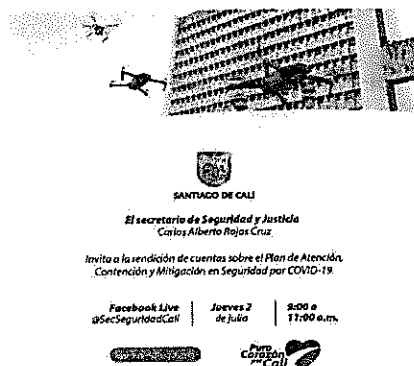 SANTIAGO DE CALI
El secretario de Seguridad y Justicia
Carlos Alberto Rojas Cruz
Invita a la rendición de cuentas sobre el Plan de Atención,
Contención y Mitigación en Seguridad por COVID-19.
Facebook Live
@SecSeguridadCali
Jueves 2
de julio
9:00 a
11:00 a.m.
Puro
Corazón
por Cali